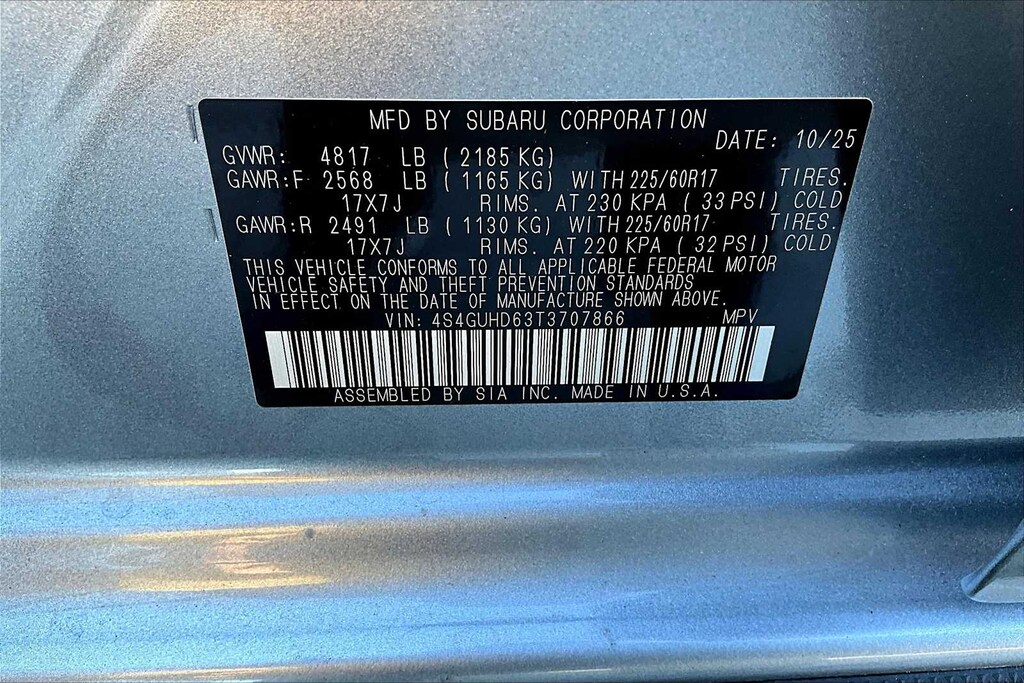 MFD BY SUBARU CORPORATION
DATE: 10/25
GVWR: 4817 LB ( 2185 KG)
GAWR:F 2568 LB ( 1165 KG) WITH 225/60R17 TIRES.
17X7J RIMS. AT 230 KPA ( 33 PSI) COLD
GAWR:R 2491 LB ( 1130 KG) WITH 225/60R17 TIRES.
17X7J RIMS. AT 220 KPA ( 32 PSI) COLD
THIS VEHICLE CONFORMS TO ALL APPLICABLE FEDERAL MOTOR
VEHICLE SAFETY AND THEFT PREVENTION STANDARDS
IN EFFECT ON THE DATE OF MANUFACTURE SHOWN ABOVE.
VIN: 4S4GUHD63T3707866 MPV
ASSEMBLED BY SIA INC. MADE IN U.S.A.